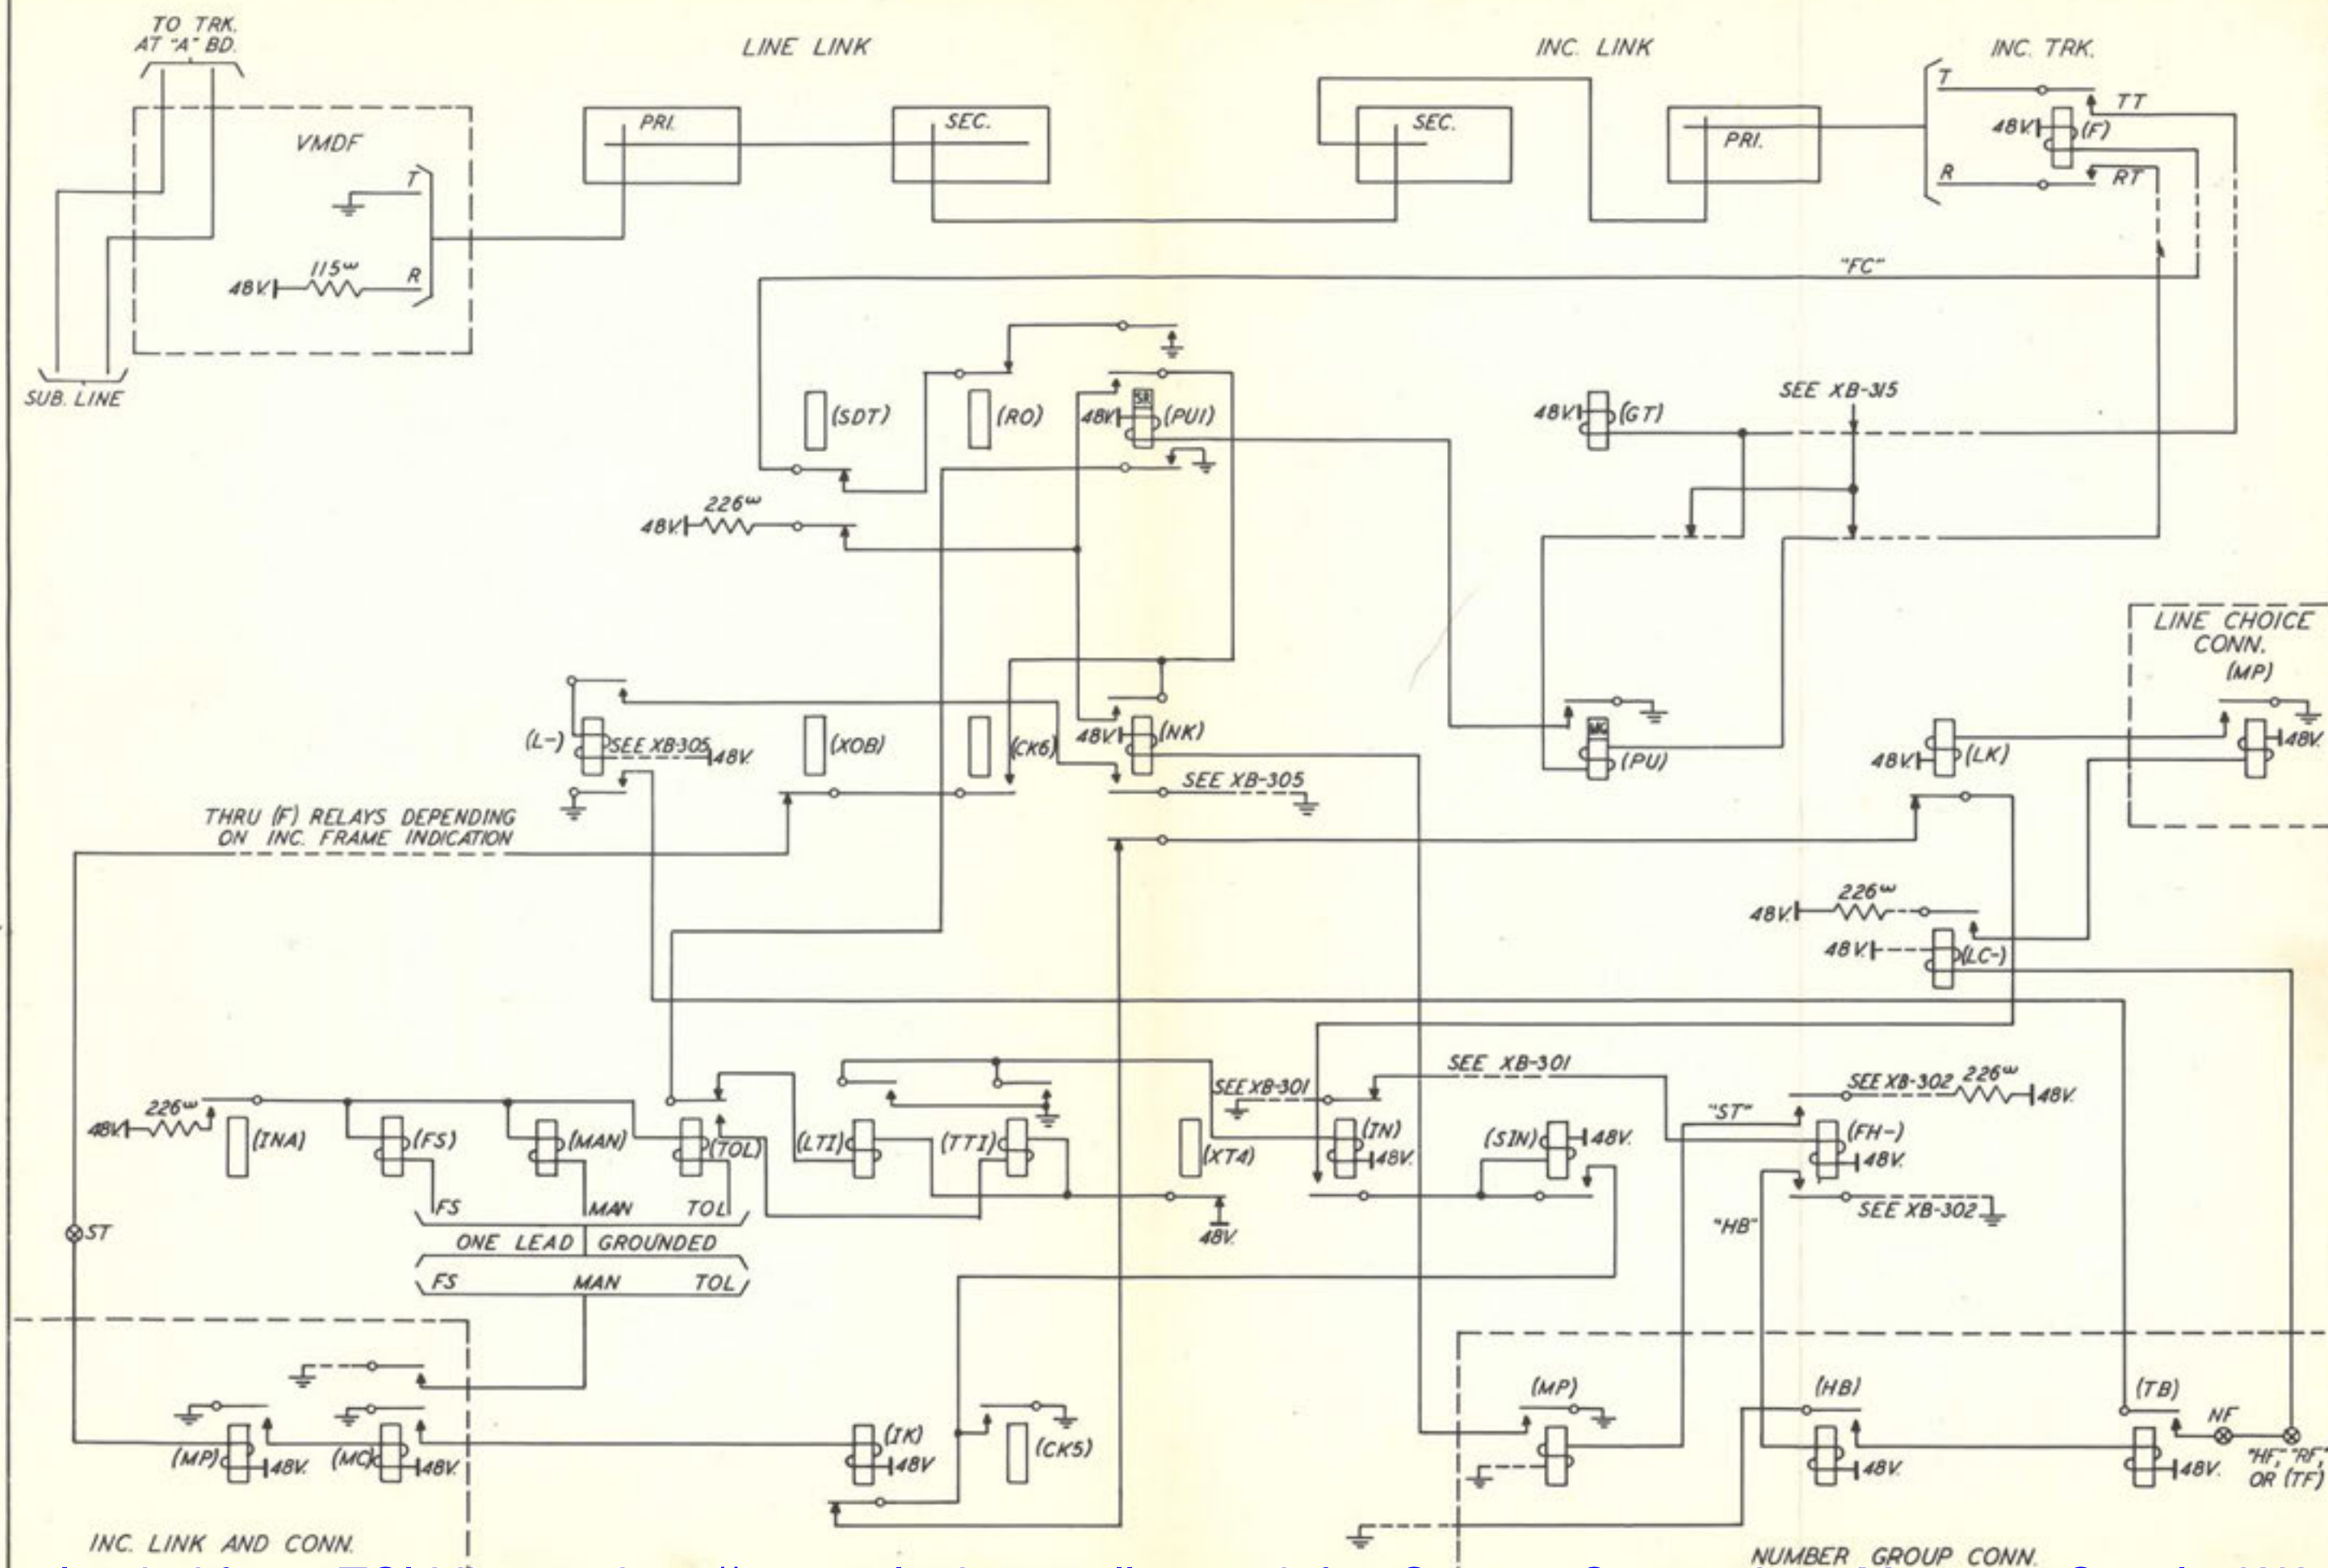 TO TRK.
AT "A" BD.
LINE LINK
INC. LINK
INC. TRK.
VMDF
PRI.
SEC.
SEC.
PRI.
T
TT
48V.
(F)
R
RT
T
115ω
48V.
R
SUB. LINE
"FC"
(SDT)
(RO)
SR
48V.
(PU1)
48V.
(GT)
SEE XB-315
226ω
48V.
LINE CHOICE
CONN.
(MP)
(L-)
SEE XB-305
48V.
(XOB)
(CK6)
48V.
(NK)
MG
(PU)
48V.
(LK)
48V.
SEE XB-305
THRU (F) RELAYS DEPENDING
ON INC. FRAME INDICATION
226ω
48V.
48V.
(LC-)
226ω
48V.
(INA)
(FS)
(MAN)
(TOL)
(LTI)
(TTI)
(XT4)
48V.
SEE XB-301
(IN)
48V.
SEE XB-301
(SIN)
48V.
"ST"
SEE XB-302
226ω
48V.
(FH-)
48V.
SEE XB-302
"HB"
FS MAN TOL
ST
ONE LEAD GROUNDED
FS MAN TOL
(MP)
48V.
(MC)
48V.
(IK)
48V
(CK5)
(MP)
(HB)
48V.
(TB)
48V.
NF
"HF," "RF,"
OR (TF)
INC. LINK AND CONN.
NUMBER GROUP CONN.